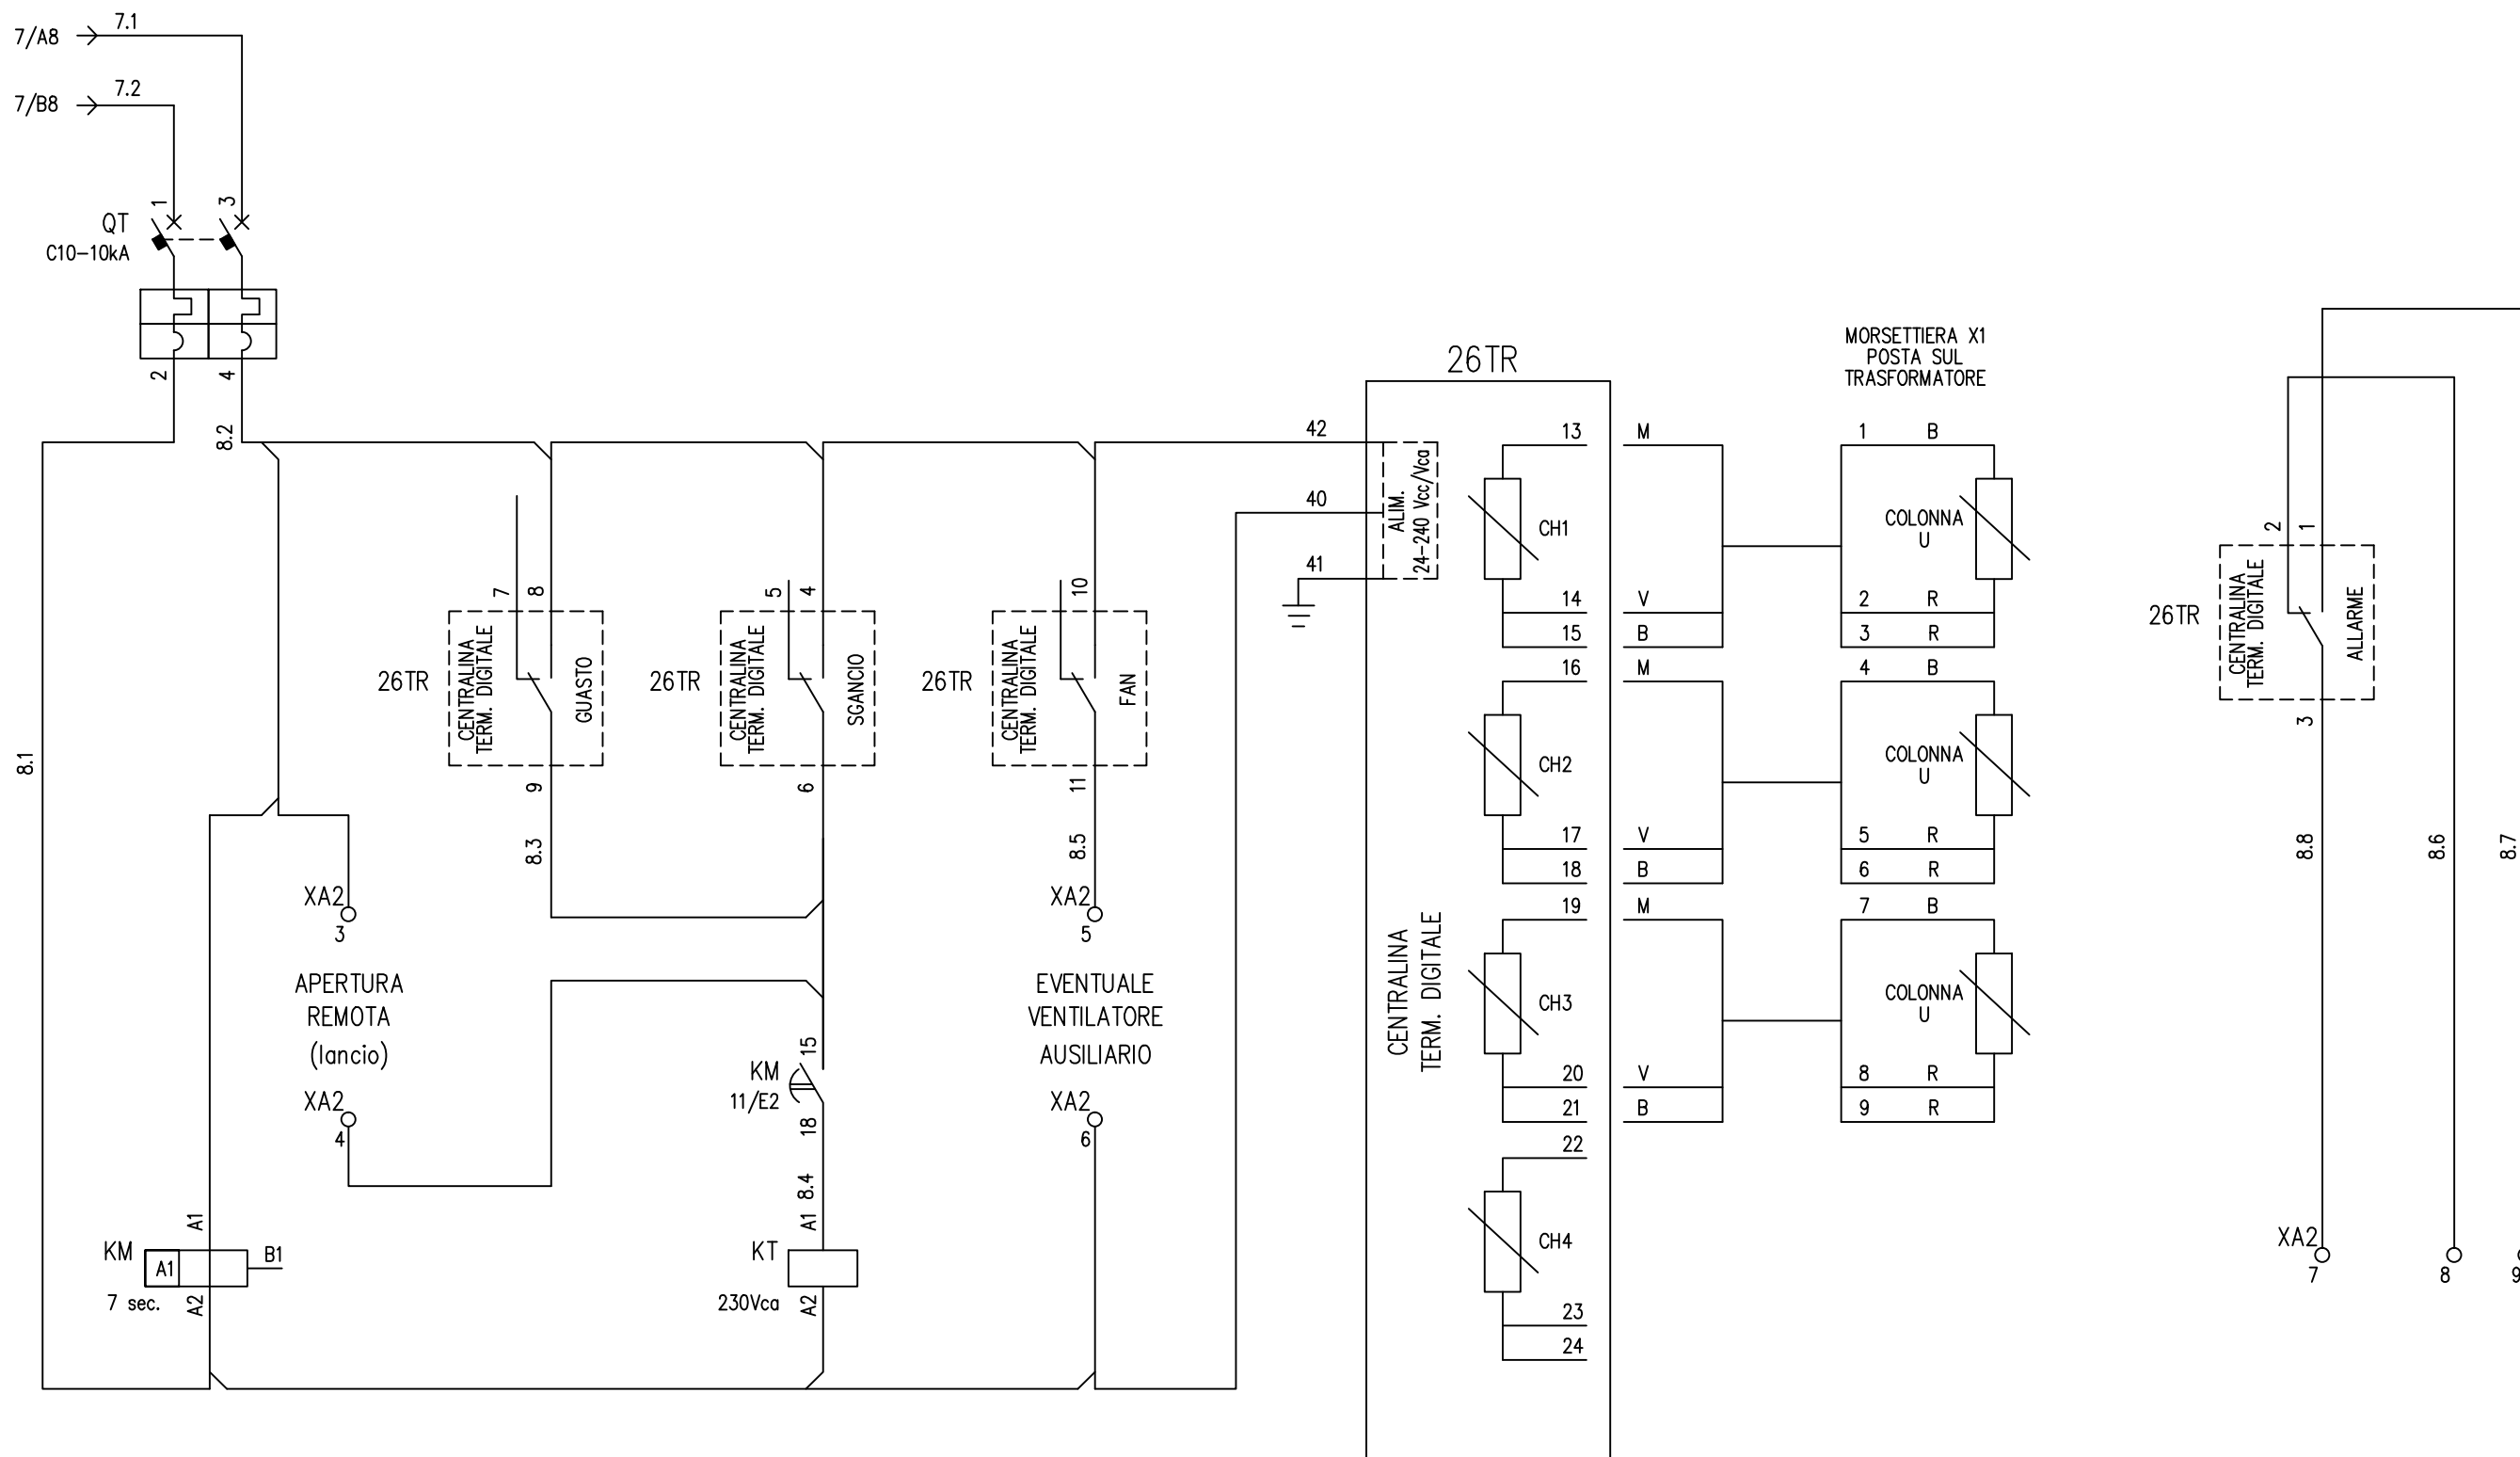 7/A8
7.1
7/B8
7.2
QT
C10-10kA
1
3
2
4
8.2
8.1
26TR
7
8
CENTRALINA
TERM. DIGITALE
GUASTO
9
8.3
26TR
5
4
CENTRALINA
TERM. DIGITALE
SGANCIO
6
26TR
10
CENTRALINA
TERM. DIGITALE
FAN
11
8.5
XA2
3
APERTURA
REMOTA
(lancio)
XA2
4
XA2
5
EVENTUALE
VENTILATORE
AUSILIARIO
XA2
6
KM
11/E2
15
18
8.4
KM
A1
A1
B1
7 sec.
A2
KT
A1
230Vca
A2
42
40
41
ALIM.
24-240 Vcc/Vca
26TR
CENTRALINA
TERM. DIGITALE
13
CH1
14
15
16
CH2
17
18
19
CH3
20
21
22
CH4
23
24
M
V
B
M
V
B
M
V
B
MORSETTIERA X1
POSTA SUL
TRASFORMATORE
1 B
COLONNA
U
2 R
3 R
4 B
COLONNA
U
5 R
6 R
7 B
COLONNA
U
8 R
9 R
26TR
2
1
CENTRALINA
TERM. DIGITALE
ALLARME
3
8.8
8.6
8.7
XA2
7
8
9